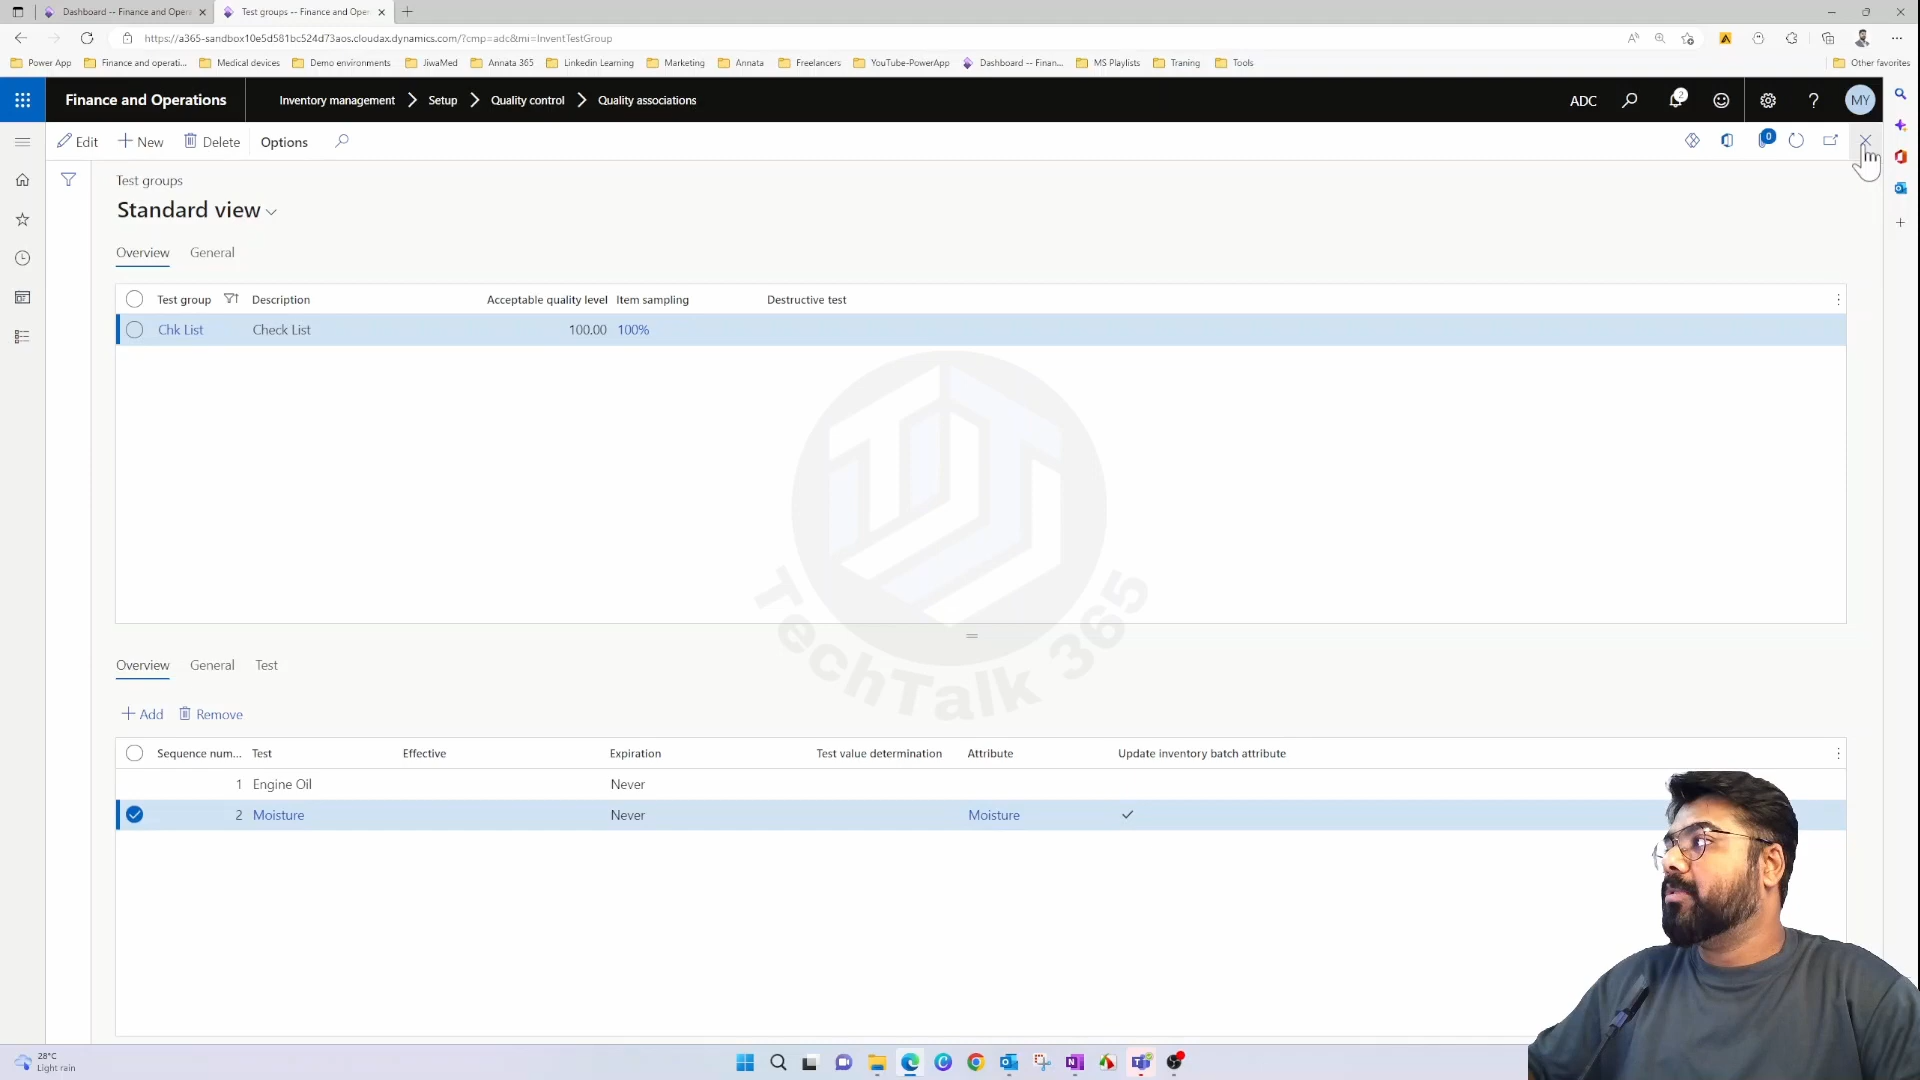 Dashboard -- Finance and Opera
Test groups -- Finance and Oper
https://a365-sandbox10e5d581bc524d73aos.cloudax.dynamics.com/?cmp=adc&mi=InventTestGroup
Power App
Finance and operati...
Medical devices
Demo environments
JiwaMed
Annata 365
Linkedin Learning
Marketing
Annata
Freelancers
YouTube-PowerApp
Dashboard -- Finan...
MS Playlists
Traning
Tools
Other favorites
Finance and Operations
Inventory management
Setup
Quality control
Quality associations
ADC
2
?
MY
Edit
New
Delete
Options
0
Test groups
Standard view
Overview
General
Test group
Description
Acceptable quality level
Item sampling
Destructive test
Chk List
Check List
100.00
100%
TechTalk 365
Overview
General
Test
Add
Remove
Sequence num...
Test
Effective
Expiration
Test value determination
Attribute
Update inventory batch attribute
1
Engine Oil
Never
2
Moisture
Never
Moisture
28°C
Light rain